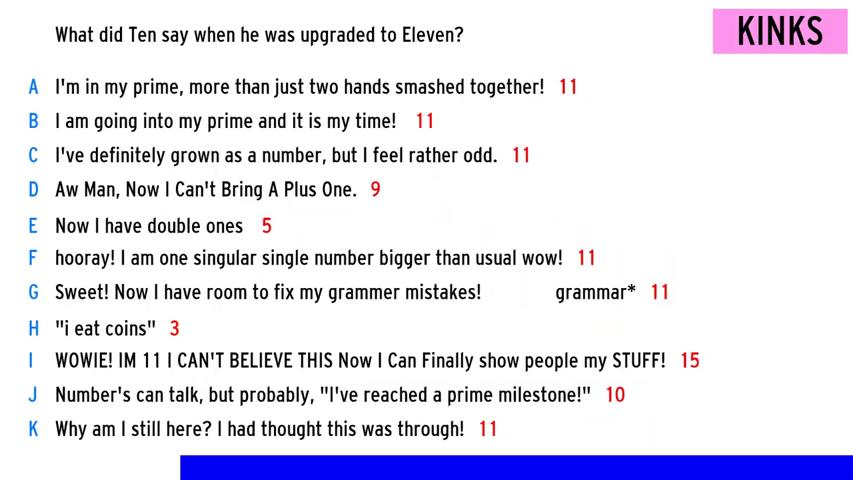 What did Ten say when he was upgraded to Eleven?
KINKS
A I'm in my prime, more than just two hands smashed together! 11
B I am going into my prime and it is my time! 11
C I've definitely grown as a number, but I feel rather odd. 11
D Aw Man, Now I Can't Bring A Plus One. 9
E Now I have double ones 5
F hooray! I am one singular single number bigger than usual wow! 11
G Sweet! Now I have room to fix my grammer mistakes! grammar* 11
H "i eat coins" 3
I WOWIE! IM 11 I CAN'T BELIEVE THIS Now I Can Finally show people my STUFF! 15
J Number's can talk, but probably, "I've reached a prime milestone!" 10
K Why am I still here? I had thought this was through! 11